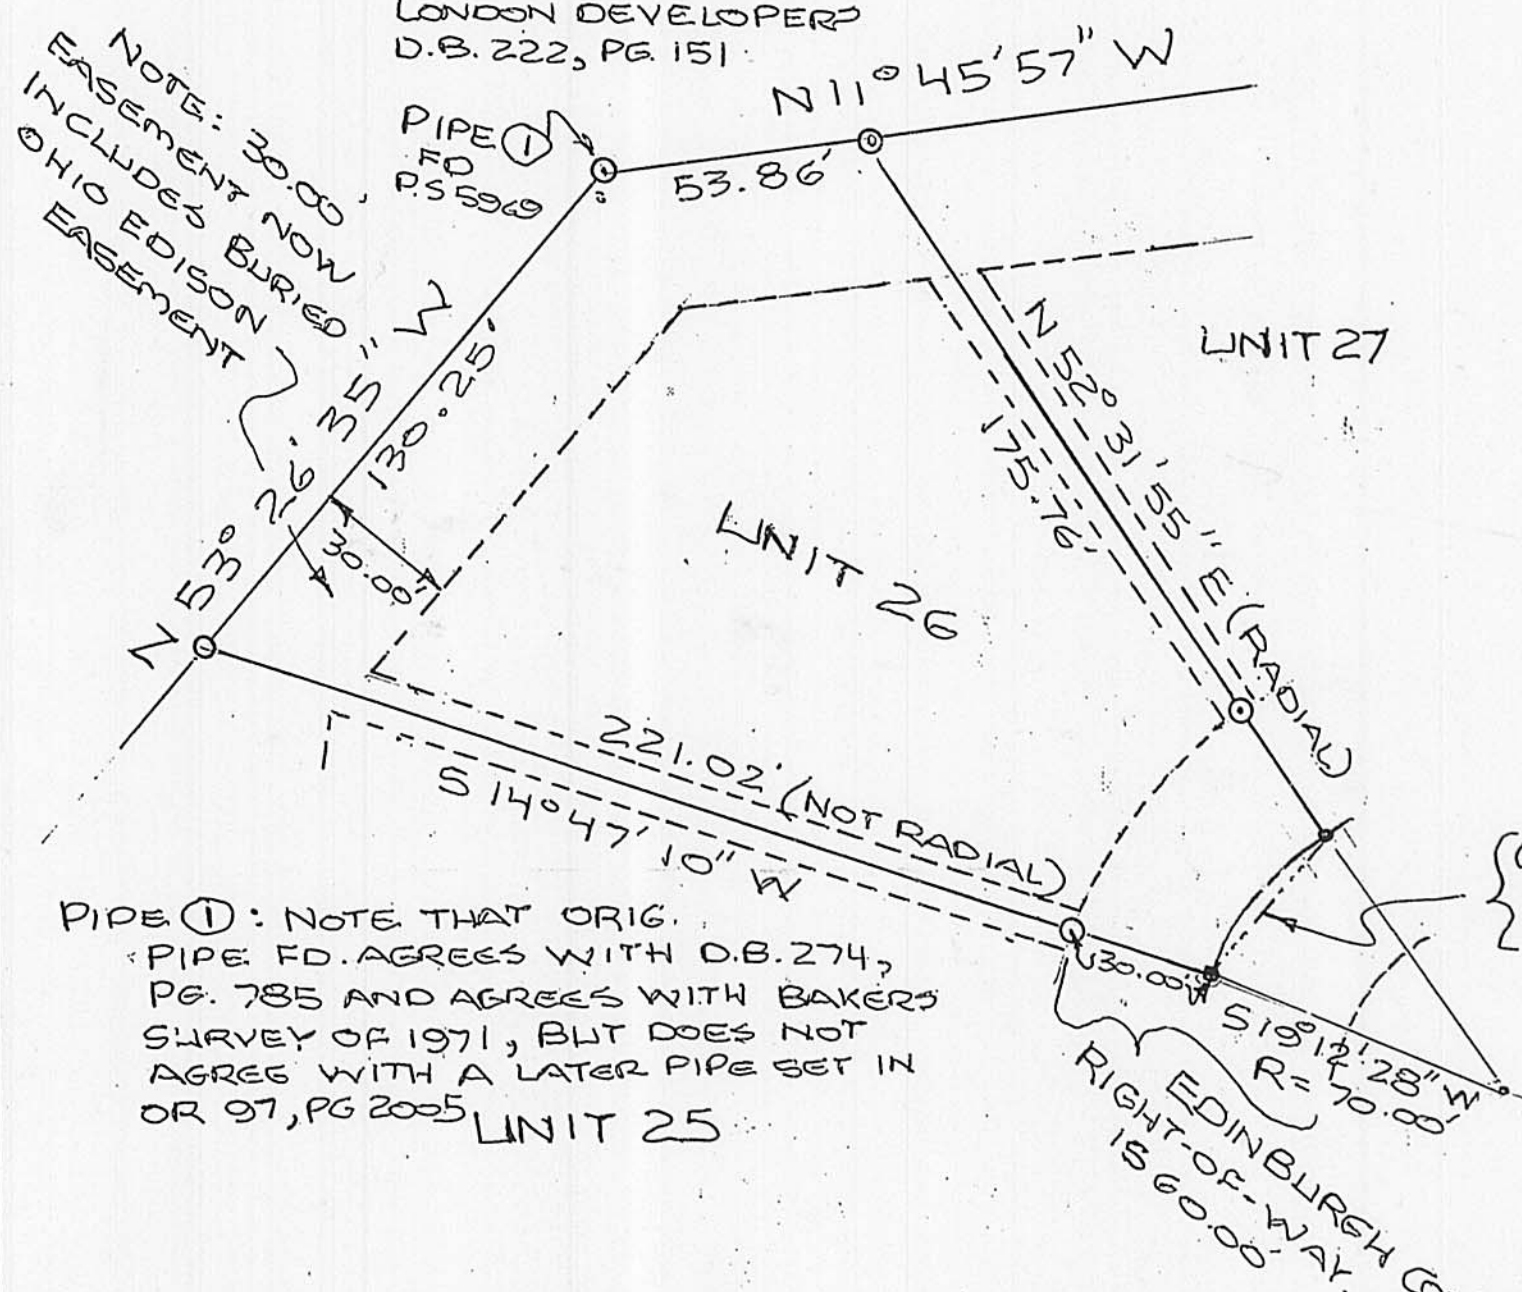 LONDON DEVELOPERS
D.B. 222, PG. 151
N 11° 45' 57" W
NOTE: 30.00'
EASEMENT NOW
INCLUDES BURIED
OHIO EDISON
EASEMENT
PIPE 1
FD
P.S 5969
53.86'
N 53° 26' 35" W
130.25'
30.00'
UNIT 27
N 52° 31' 55" E (RADIAL)
175.76'
UNIT 26
221.02' (NOT RADIAL)
S 14° 47' 10" W
PIPE 1 : NOTE THAT ORIG.
PIPE FD. AGREES WITH D.B. 274,
PG. 785 AND AGREES WITH BAKERS
SURVEY OF 1971, BUT DOES NOT
AGREE WITH A LATER PIPE SET IN
OR 97, PG 2005
UNIT 25
30.00'
S 19° 12' 28" W
R = 70.00'
EDINBURGH
RIGHT-OF-WAY
IS 60.00'